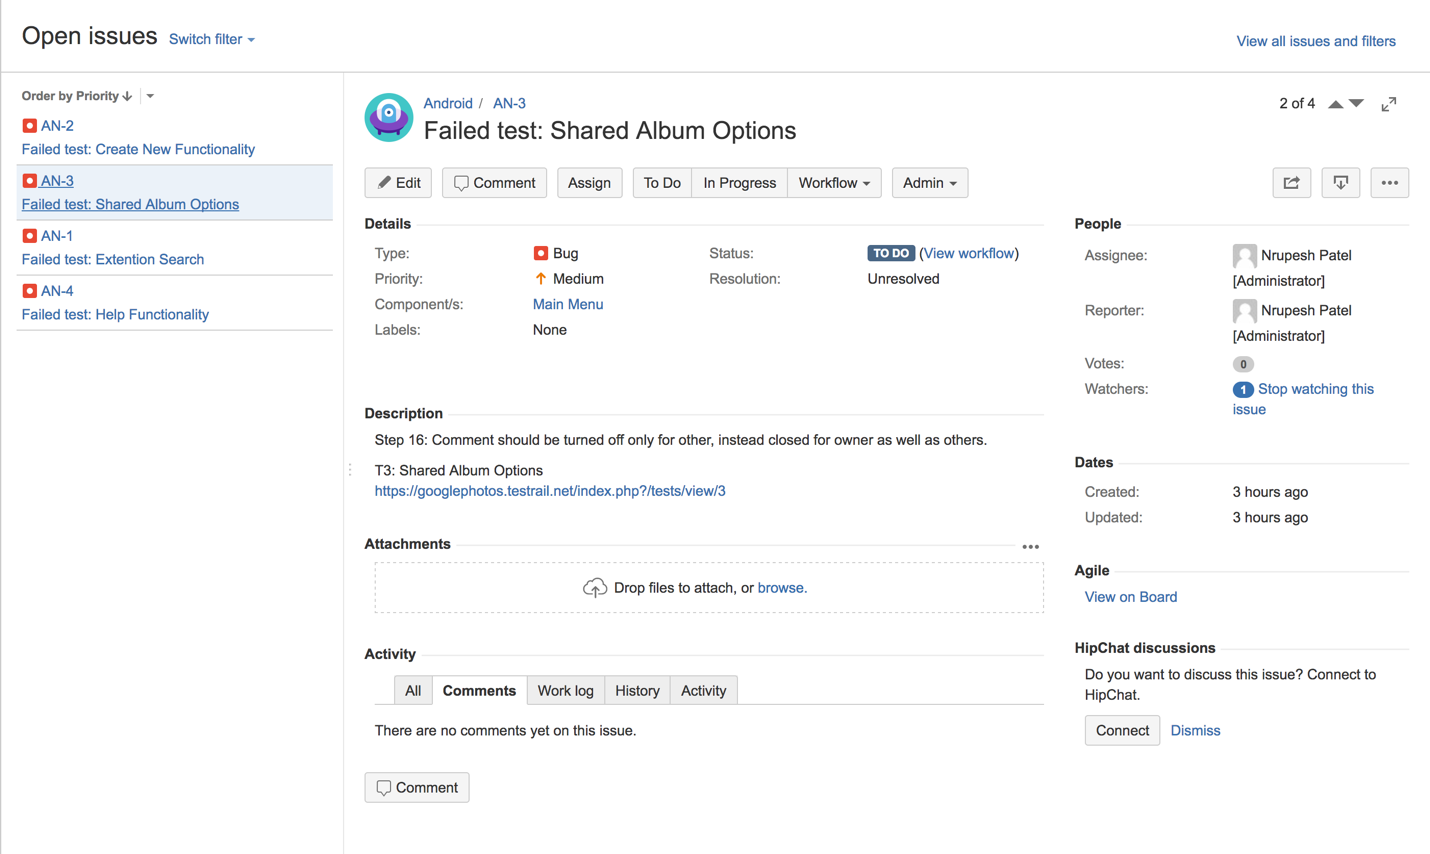 Open issues Switch filter
View all issues and filters
Order by Priority
AN-2
Failed test: Create New Functionality
AN-3
Failed test: Shared Album Options
AN-1
Failed test: Extention Search
AN-4
Failed test: Help Functionality
Android / AN-3
Failed test: Shared Album Options
2 of 4
Edit Comment Assign To Do In Progress Workflow Admin
Details
Type: Bug Status: TO DO (View workflow)
Priority: Medium Resolution: Unresolved
Component/s: Main Menu
Labels: None
Description
Step 16: Comment should be turned off only for other, instead closed for owner as well as others.
T3: Shared Album Options
https://googlephotos.testrail.net/index.php?/tests/view/3
Attachments
Drop files to attach, or browse.
Activity
All Comments Work log History Activity
There are no comments yet on this issue.
Comment
People
Assignee: Nrupesh Patel
[Administrator]
Reporter: Nrupesh Patel
[Administrator]
Votes: 0
Watchers: 1 Stop watching this
issue
Dates
Created: 3 hours ago
Updated: 3 hours ago
Agile
View on Board
HipChat discussions
Do you want to discuss this issue? Connect to
HipChat.
Connect Dismiss